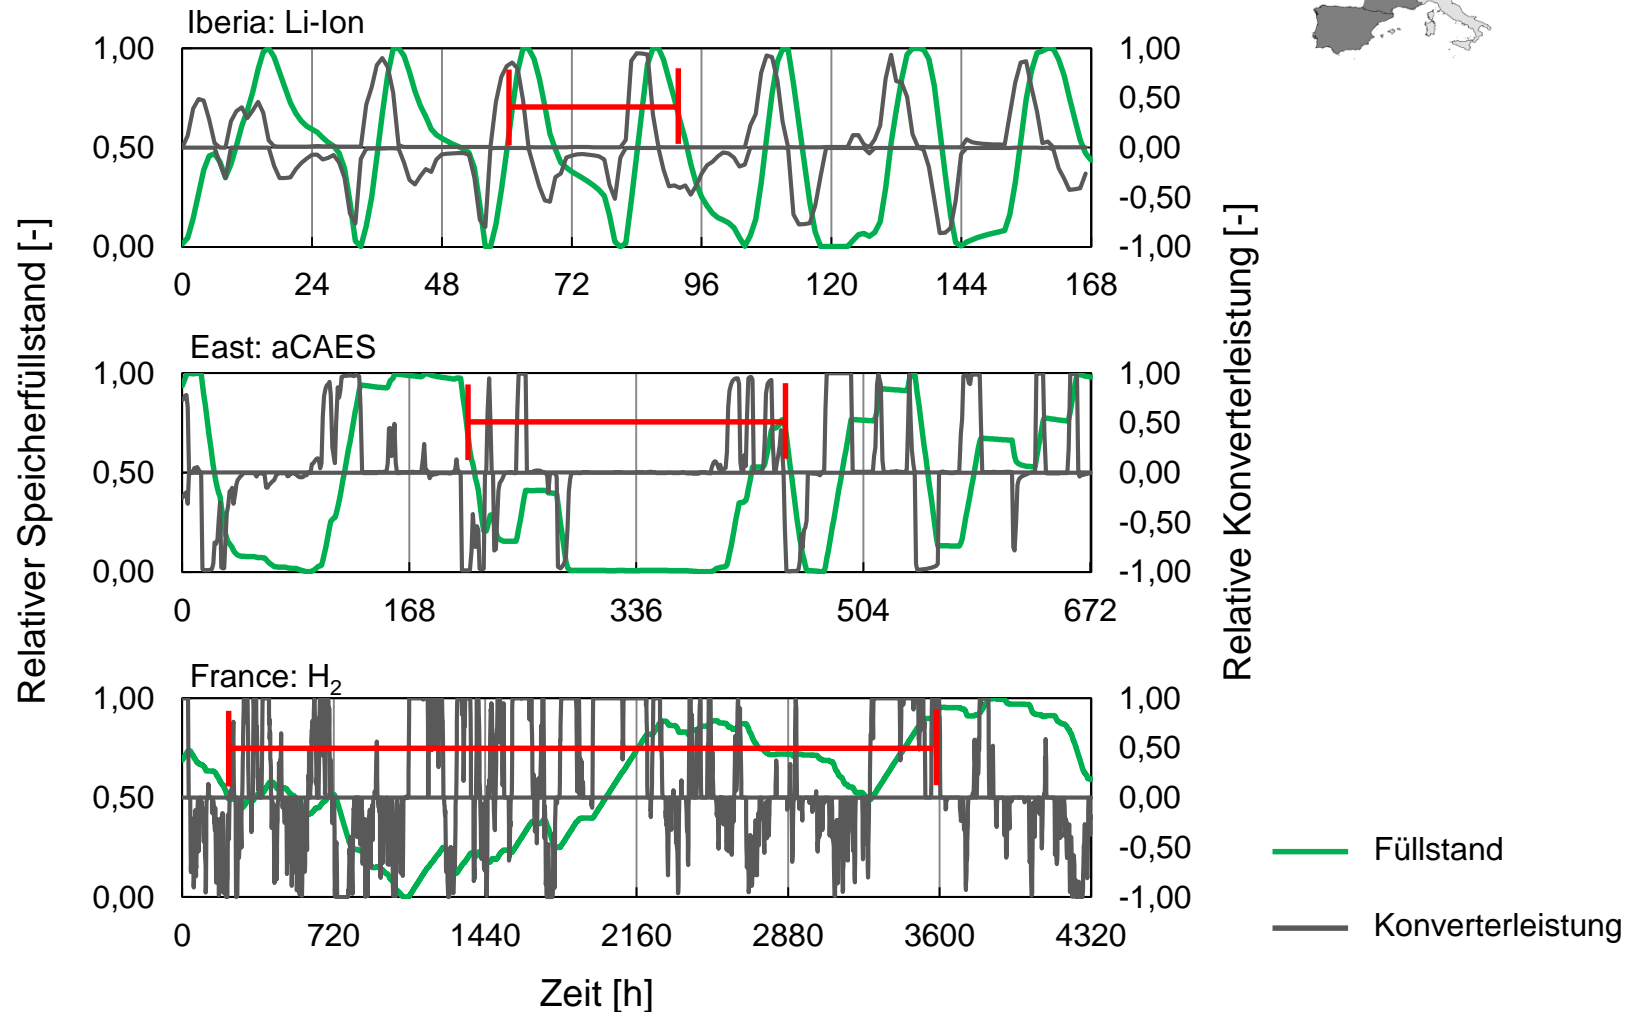 Iberia: Li-Ion
1,00
0,50
0,00
1,00
0,50
0,00
-0,50
-1,00
0 24 48 72 96 120 144 168
East: aCAES
1,00
0,50
0,00
1,00
0,50
0,00
-0,50
-1,00
0 168 336 504 672
France: H₂
1,00
0,50
0,00
1,00
0,50
0,00
-0,50
-1,00
0 720 1440 2160 2880 3600 4320
Zeit [h]
Relativer Speicherfüllstand [-]
Relative Konverterleistung [-]
Füllstand
Konverterleistung